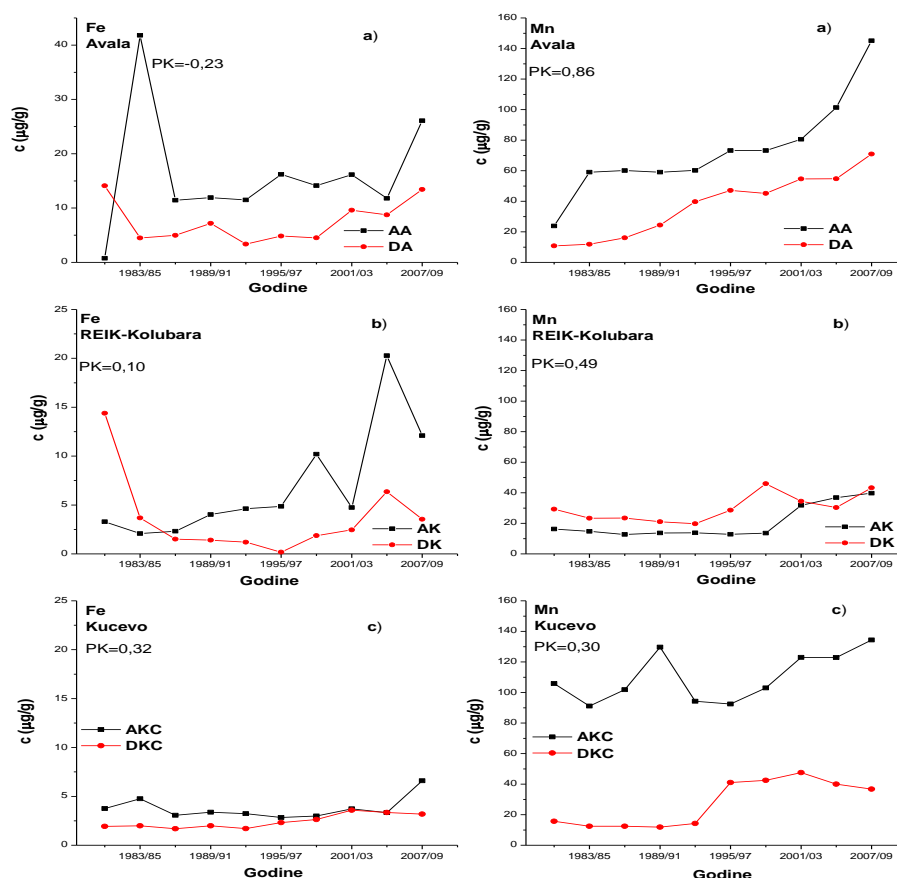 Fe
Avala
a)
PK=-0,23
c (µg/g)
40
30
20
10
0
AA
DA
1983/85 1989/91 1995/97 2001/03 2007/09
Godine
Mn
Avala
a)
PK=0,86
c (µg/g)
160
140
120
100
80
60
40
20
0
AA
DA
1983/85 1989/91 1995/97 2001/03 2007/09
Godine
Fe
REIK-Kolubara
b)
PK=0,10
c (µg/g)
25
20
15
10
5
0
AK
DK
1983/85 1989/91 1995/97 2001/03 2007/09
Godine
Mn
REIK-Kolubara
b)
PK=0,49
c (µg/g)
160
140
120
100
80
60
40
20
0
AK
DK
1983/85 1989/91 1995/97 2001/03 2007/09
Godine
Fe
Kucevo
c)
PK=0,32
c (µg/g)
25
20
15
10
5
0
AKC
DKC
1983/85 1989/91 1995/97 2001/03 2007/09
Godine
Mn
Kucevo
c)
PK=0,30
c (µg/g)
160
140
120
100
80
60
40
20
0
AKC
DKC
1983/85 1989/91 1995/97 2001/03 2007/09
Godine